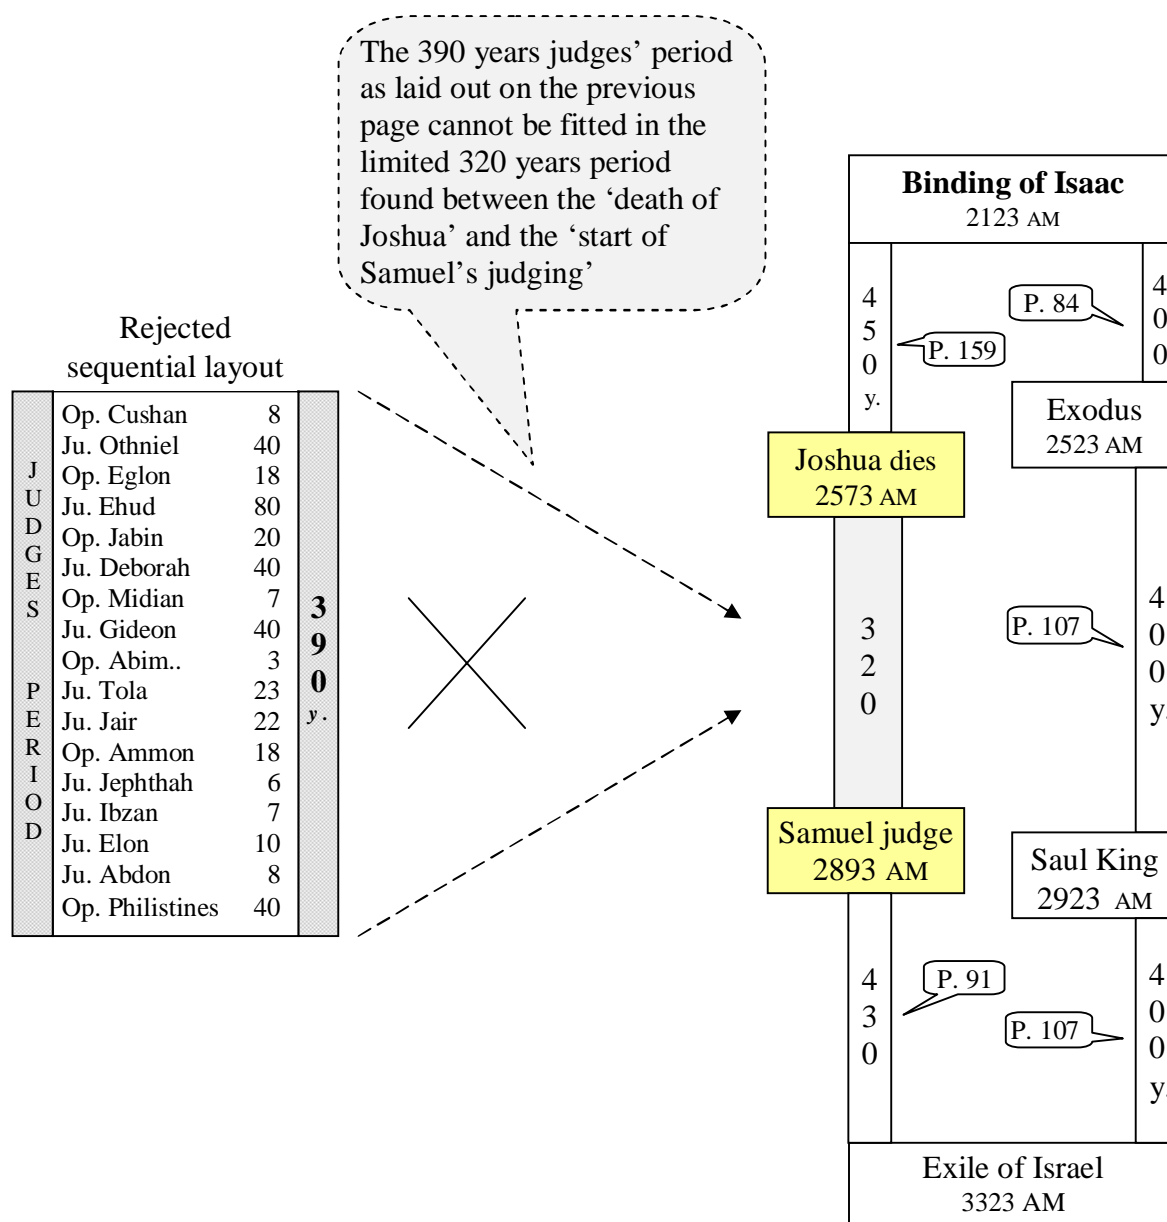 The 390 years judges’ period
as laid out on the previous
page cannot be fitted in the
limited 320 years period
found between the ‘death of
Joshua’ and the ‘start of
Samuel’s judging’
Rejected
sequential layout
JUDGES PERIOD
Op. Cushan 8
Ju. Othniel 40
Op. Eglon 18
Ju. Ehud 80
Op. Jabin 20
Ju. Deborah 40
Op. Midian 7
Ju. Gideon 40
Op. Abim.. 3
Ju. Tola 23
Ju. Jair 22
Op. Ammon 18
Ju. Jephthah 6
Ju. Ibzan 7
Ju. Elon 10
Ju. Abdon 8
Op. Philistines 40
390 y.
Binding of Isaac
2123 AM
450 y.
P. 159
P. 84
400
Joshua dies
2573 AM
Exodus
2523 AM
320
P. 107
400 y.
Samuel judge
2893 AM
Saul King
2923 AM
430
P. 91
P. 107
400 y.
Exile of Israel
3323 AM